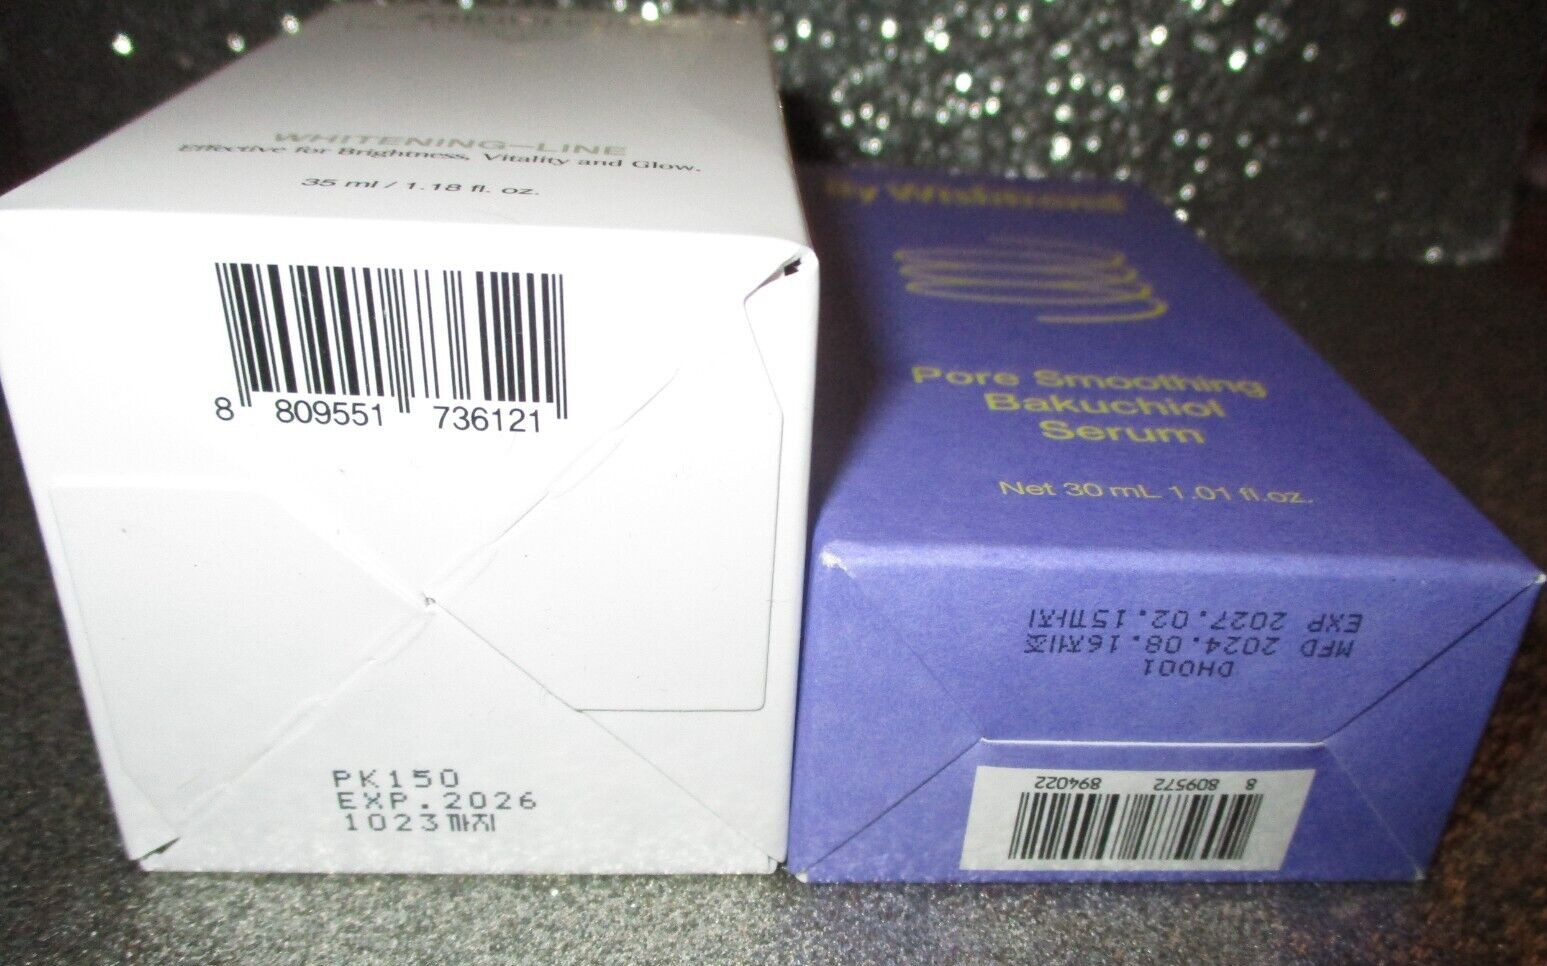 WHITENING-LINE
Effective for Brightness, Vitality and Glow.
35 ml / 1.18 fl. oz.
8 809551 736121
PK150
EXP.2026
1023까지
By Wishtrend
Pore Smoothing
Bakuchiol
Serum
Net 30 mL 1.01 fl.oz.
DH001
MFD 2024.08.16제조
EXP 2027.02.15까지
8 809572 894022